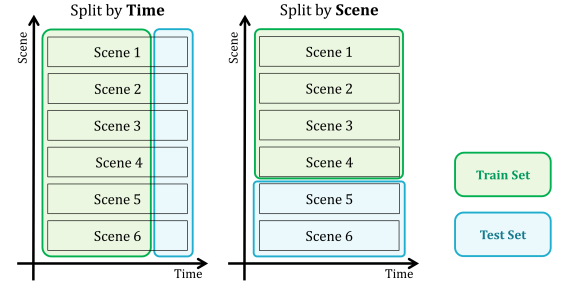 Split by Time
Scene
Scene 1
Scene 2
Scene 3
Scene 4
Scene 5
Scene 6
Time
Split by Scene
Scene
Scene 1
Scene 2
Scene 3
Scene 4
Scene 5
Scene 6
Time
Train Set
Test Set